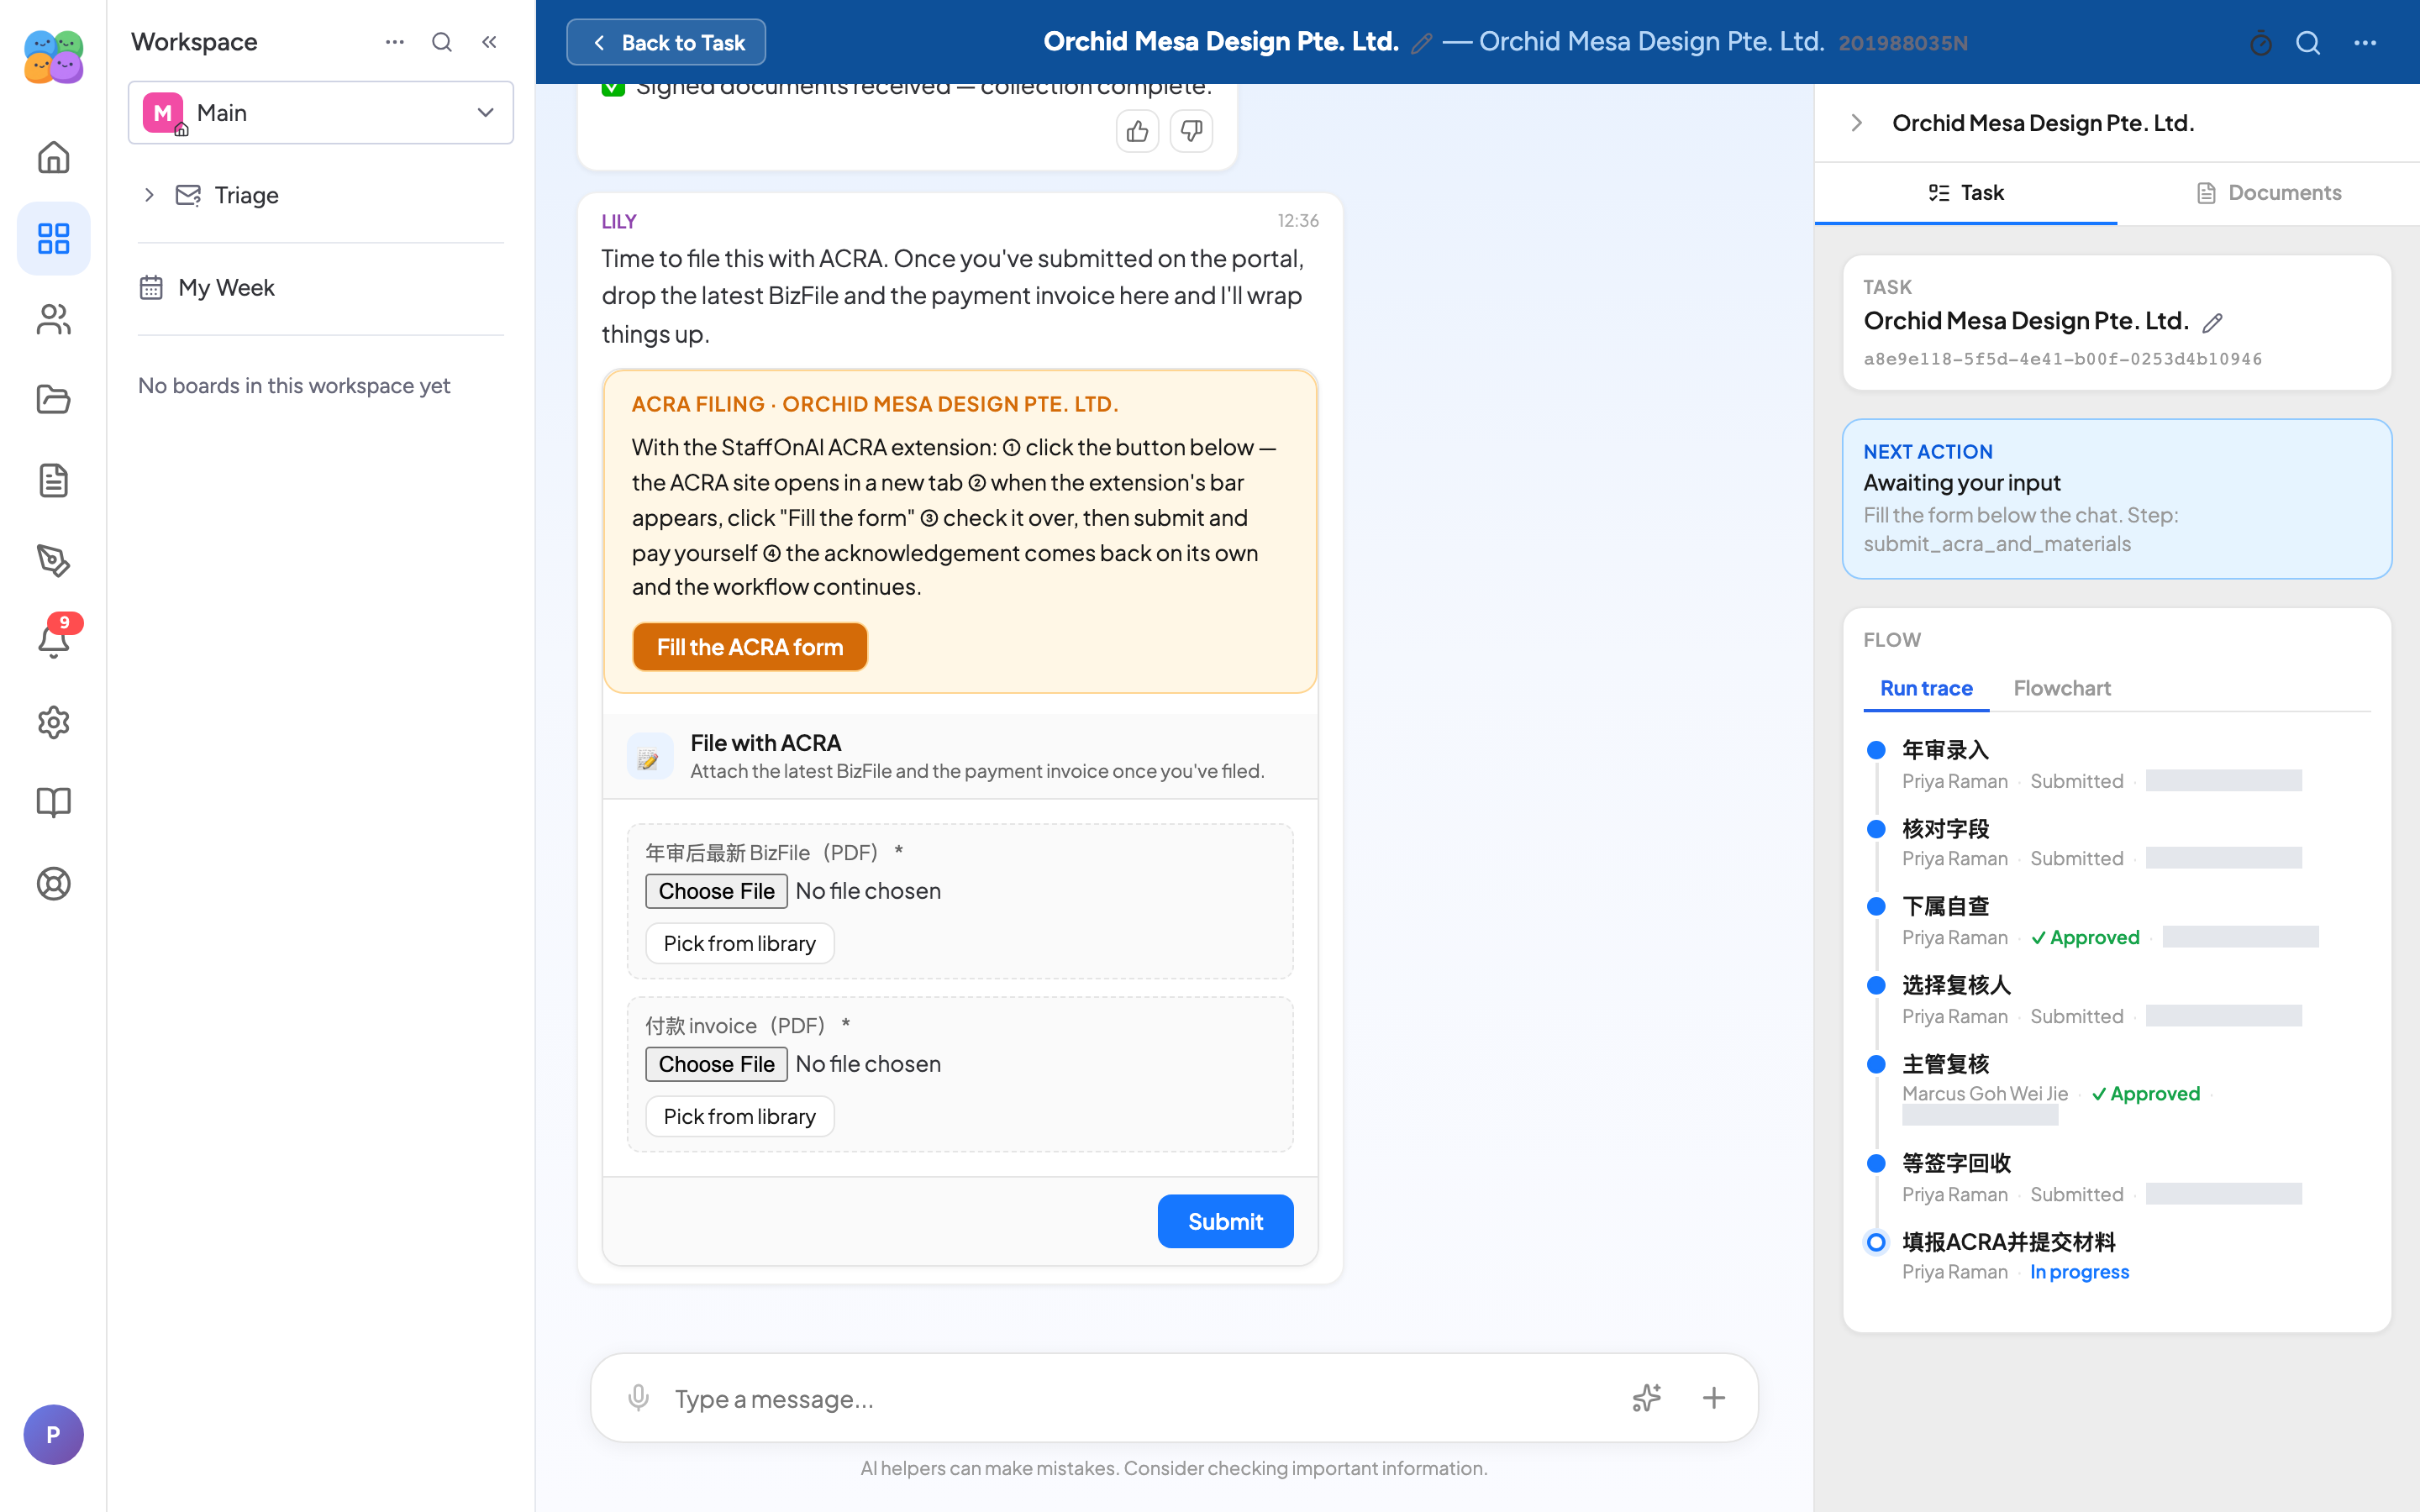 Workspace
M
Main
Triage
My Week
No boards in this workspace yet
9
P
Back to Task
Orchid Mesa Design Pte. Ltd. — Orchid Mesa Design Pte. Ltd. 201988035N
Signed documents received — collection complete.
LILY
12:36
Time to file this with ACRA. Once you've submitted on the portal,
drop the latest BizFile and the payment invoice here and I'll wrap
things up.
ACRA FILING · ORCHID MESA DESIGN PTE. LTD.
With the StaffOnAI ACRA extension: ① click the button below —
the ACRA site opens in a new tab ② when the extension's bar
appears, click "Fill the form" ③ check it over, then submit and
pay yourself ④ the acknowledgement comes back on its own
and the workflow continues.
Fill the ACRA form
File with ACRA
Attach the latest BizFile and the payment invoice once you've filed.
年审后最新 BizFile（PDF） *
Choose File No file chosen
Pick from library
付款 invoice（PDF） *
Choose File No file chosen
Pick from library
Submit
Type a message...
AI helpers can make mistakes. Consider checking important information.
Orchid Mesa Design Pte. Ltd.
Task
Documents
TASK
Orchid Mesa Design Pte. Ltd.
a8e9e118-5f5d-4e41-b00f-0253d4b10946
NEXT ACTION
Awaiting your input
Fill the form below the chat. Step:
submit_acra_and_materials
FLOW
Run trace
Flowchart
年审录入
Priya Raman · Submitted ·
核对字段
Priya Raman · Submitted ·
下属自查
Priya Raman · ✓ Approved ·
选择复核人
Priya Raman · Submitted ·
主管复核
Marcus Goh Wei Jie · ✓ Approved ·
等签字回收
Priya Raman · Submitted ·
填报ACRA并提交材料
Priya Raman · In progress